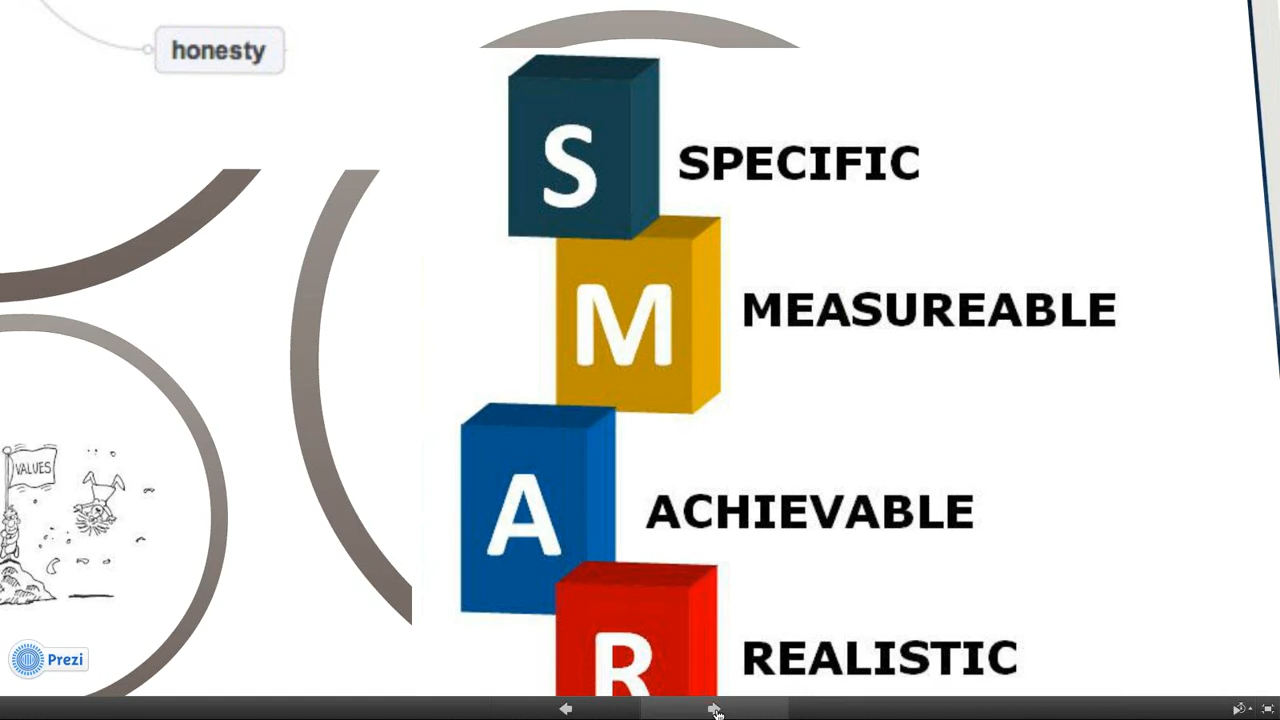 honesty
S
SPECIFIC
M
MEASUREABLE
A
ACHIEVABLE
R
REALISTIC
VALUES
Prezi